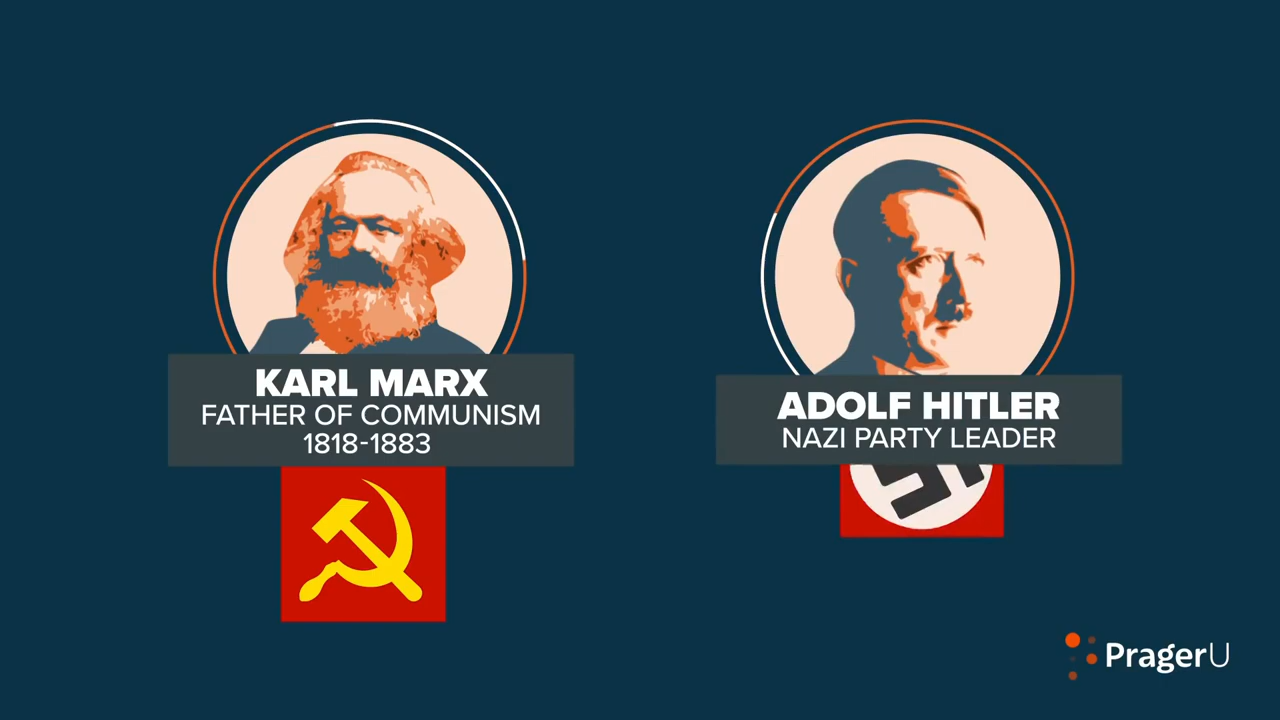 KARL MARX
FATHER OF COMMUNISM
1818-1883
ADOLF HITLER
NAZI PARTY LEADER
PragerU